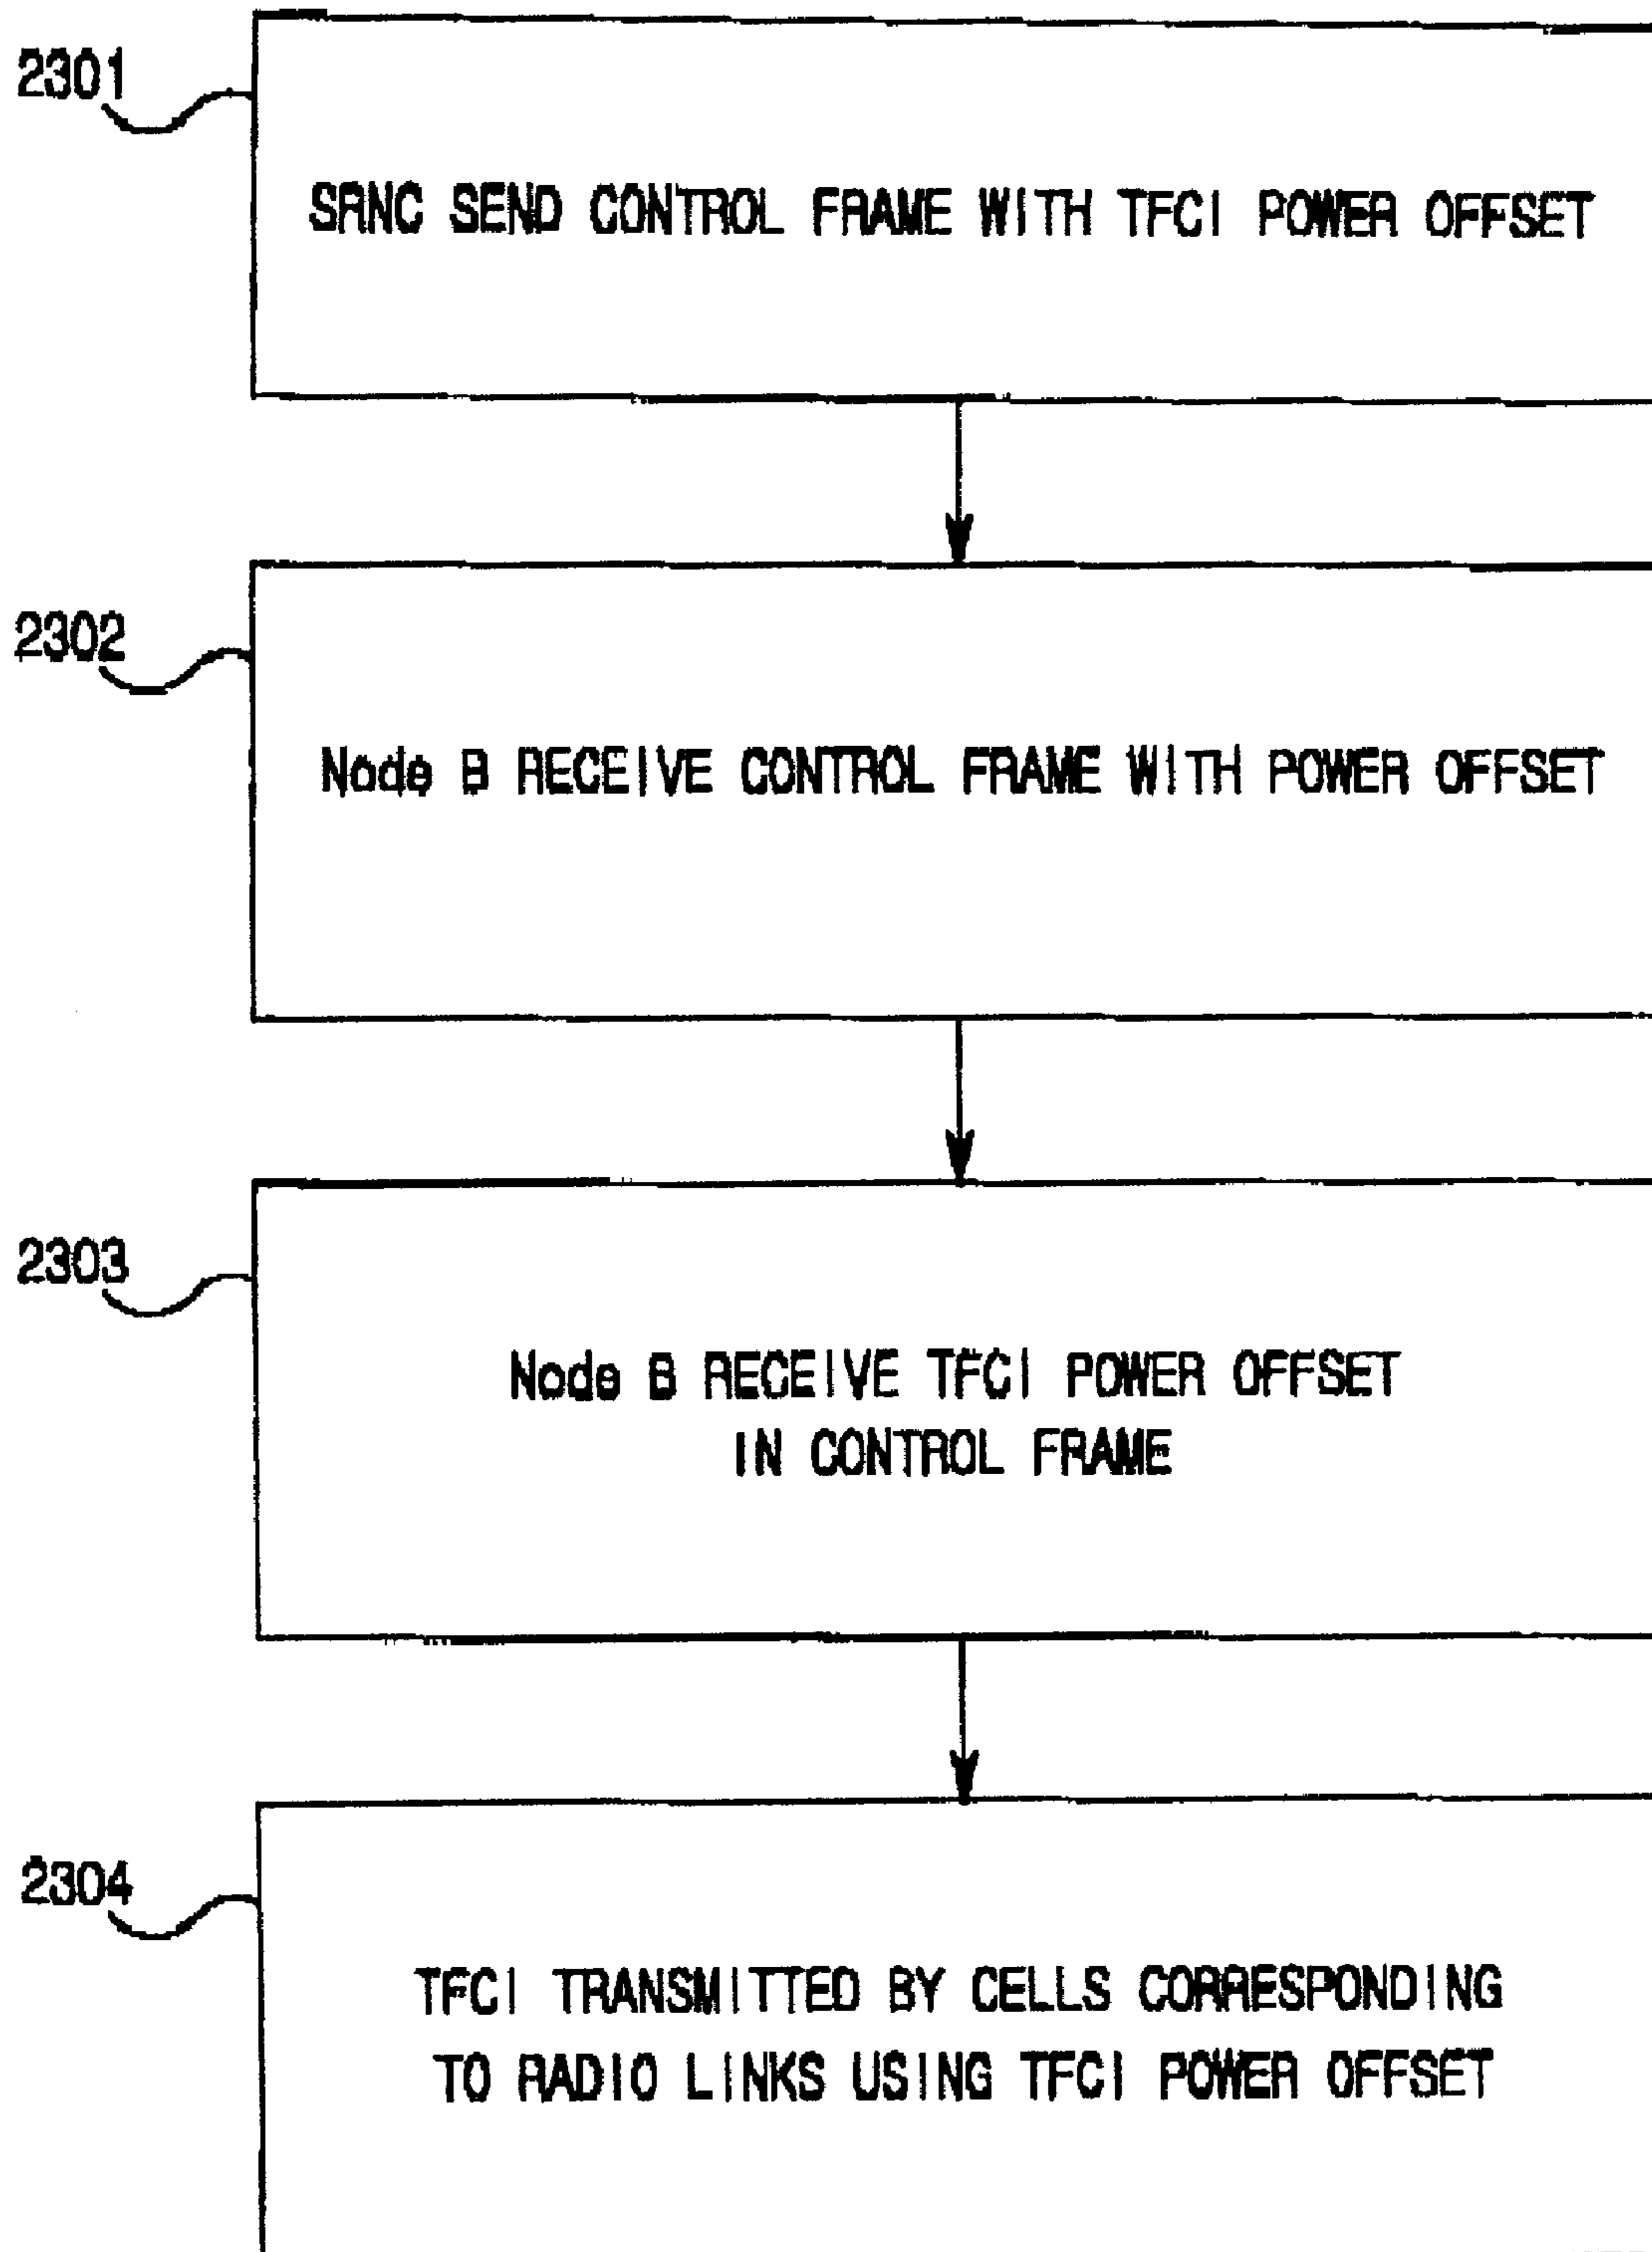 2301
SRNC SEND CONTROL FRAME WITH TFCI POWER OFFSET
2302
Node B RECEIVE CONTROL FRAME WITH POWER OFFSET
2303
Node B RECEIVE TFCI POWER OFFSET
IN CONTROL FRAME
2304
TFCI TRANSMITTED BY CELLS CORRESPONDING
TO RADIO LINKS USING TFCI POWER OFFSET